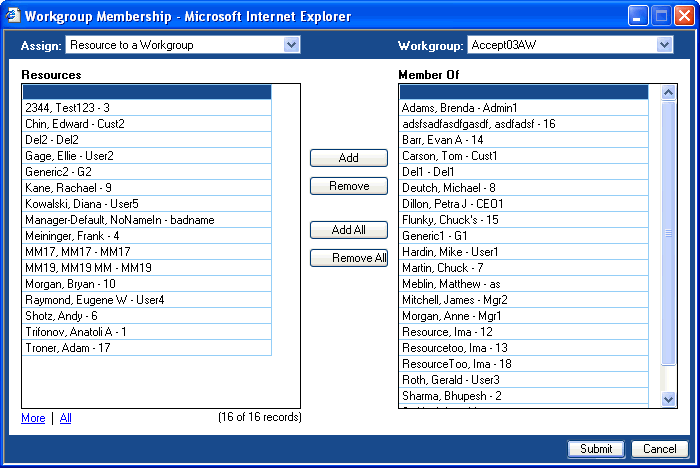 Workgroup Membership - Microsoft Internet Explorer
Assign: Resource to a Workgroup
Workgroup: Accept03AW
Resources
2344, Test123 - 3
Chin, Edward - Cust2
Del2 - Del2
Gage, Ellie - User2
Generic2 - G2
Kane, Rachael - 9
Kowalski, Diana - User5
Manager-Default, NoNameIn - badname
Meininger, Frank - 4
MM17, MM17 - MM17
MM19, MM19 MM - MM19
Morgan, Bryan - 10
Raymond, Eugene W - User4
Shotz, Andy - 6
Trifonov, Anatoli A - 1
Troner, Adam - 17
More | All
(16 of 16 records)
Add
Remove
Add All
Remove All
Member Of
Adams, Brenda - Admin1
adsfsadfasdfgasdf, asdfadsf - 16
Barr, Evan A - 14
Carson, Tom - Cust1
Del1 - Del1
Deutch, Michael - 8
Dillon, Petra J - CEO1
Flunky, Chuck's - 15
Generic1 - G1
Hardin, Mike - User1
Martin, Chuck - 7
Meblin, Matthew - as
Mitchell, James - Mgr2
Morgan, Anne - Mgr1
Resource, Ima - 12
Resourcetoo, Ima - 13
ResourceToo, Ima - 18
Roth, Gerald - User3
Sharma, Bhupesh - 2
Submit
Cancel